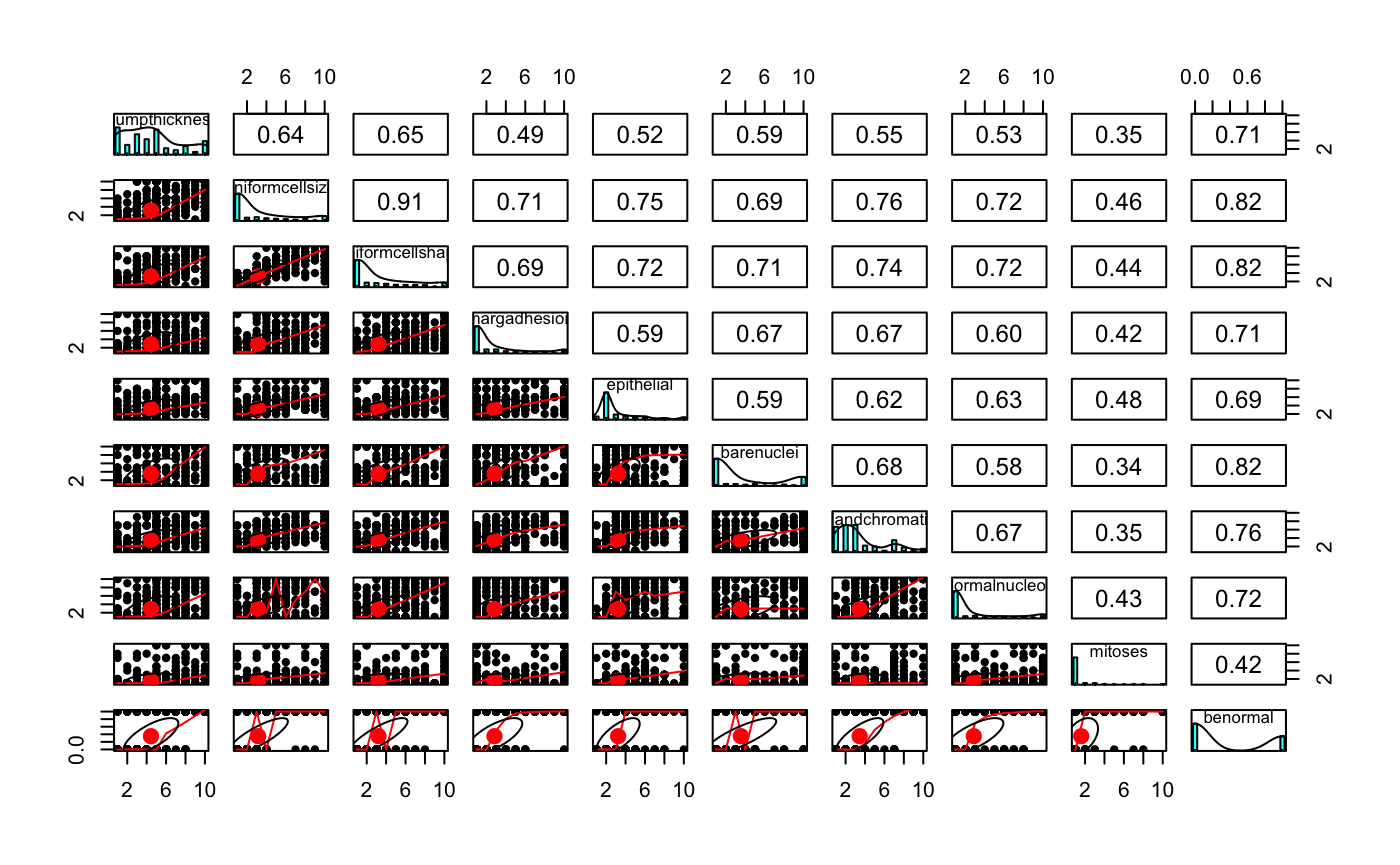 2 6 10 2 6 10 2 6 10 2 6 10 0.0 0.6
umpthicknes 0.64 0.65 0.49 0.52 0.59 0.55 0.53 0.35 0.71 2
2 niformcellsiz 0.91 0.71 0.75 0.69 0.76 0.72 0.46 0.82
iformcellsha 0.69 0.72 0.71 0.74 0.72 0.44 0.82 2
2 nargadhesion 0.59 0.67 0.67 0.60 0.42 0.71
epithelial 0.59 0.62 0.63 0.48 0.69 2
2 barenuclei 0.68 0.58 0.34 0.82
andchromati 0.67 0.35 0.76 2
2 ormalnucleo 0.43 0.72
mitoses 0.42 2
0.0 benormal
2 6 10 2 6 10 2 6 10 2 6 10 2 6 10